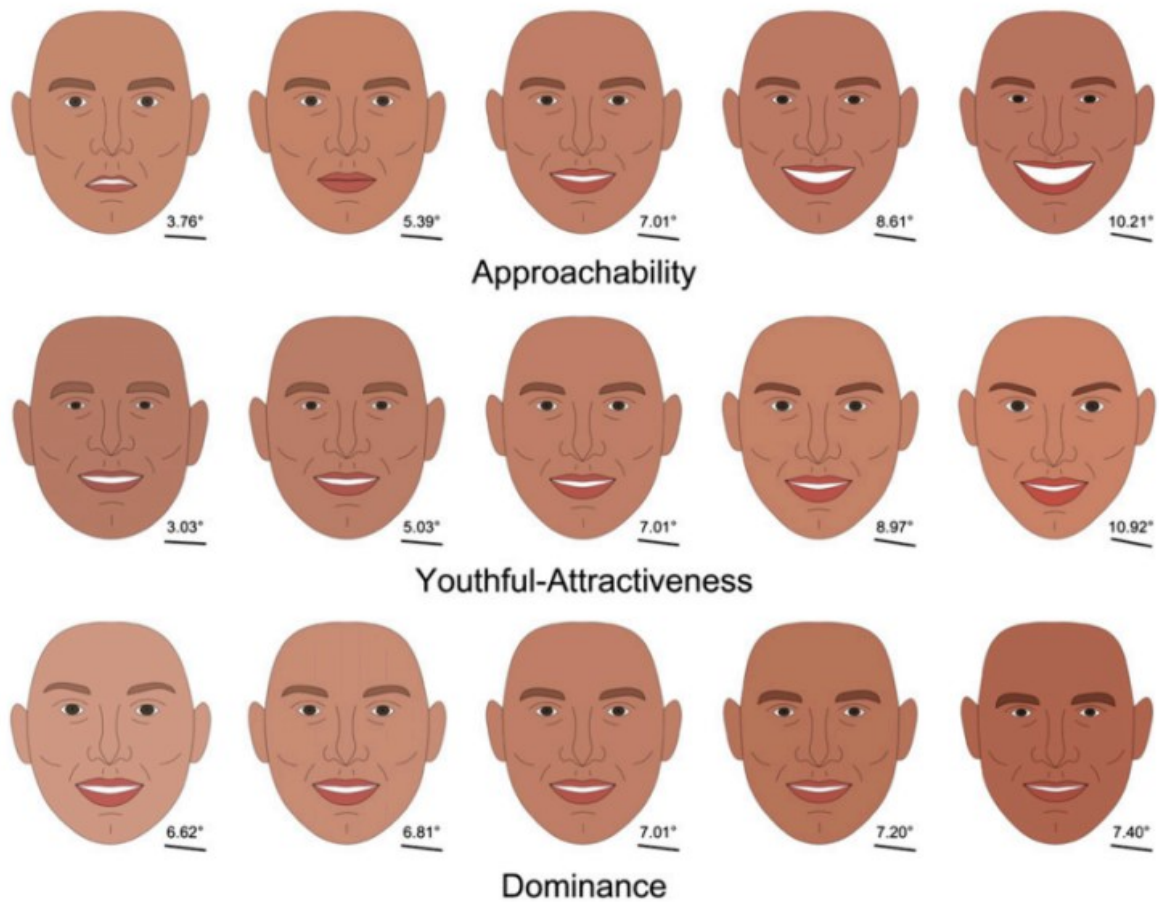 3.76° 5.39° 7.01° 8.61° 10.21°
Approachability
3.03° 5.03° 7.01° 8.97° 10.92°
Youthful-Attractiveness
6.62° 6.81° 7.01° 7.20° 7.40°
Dominance